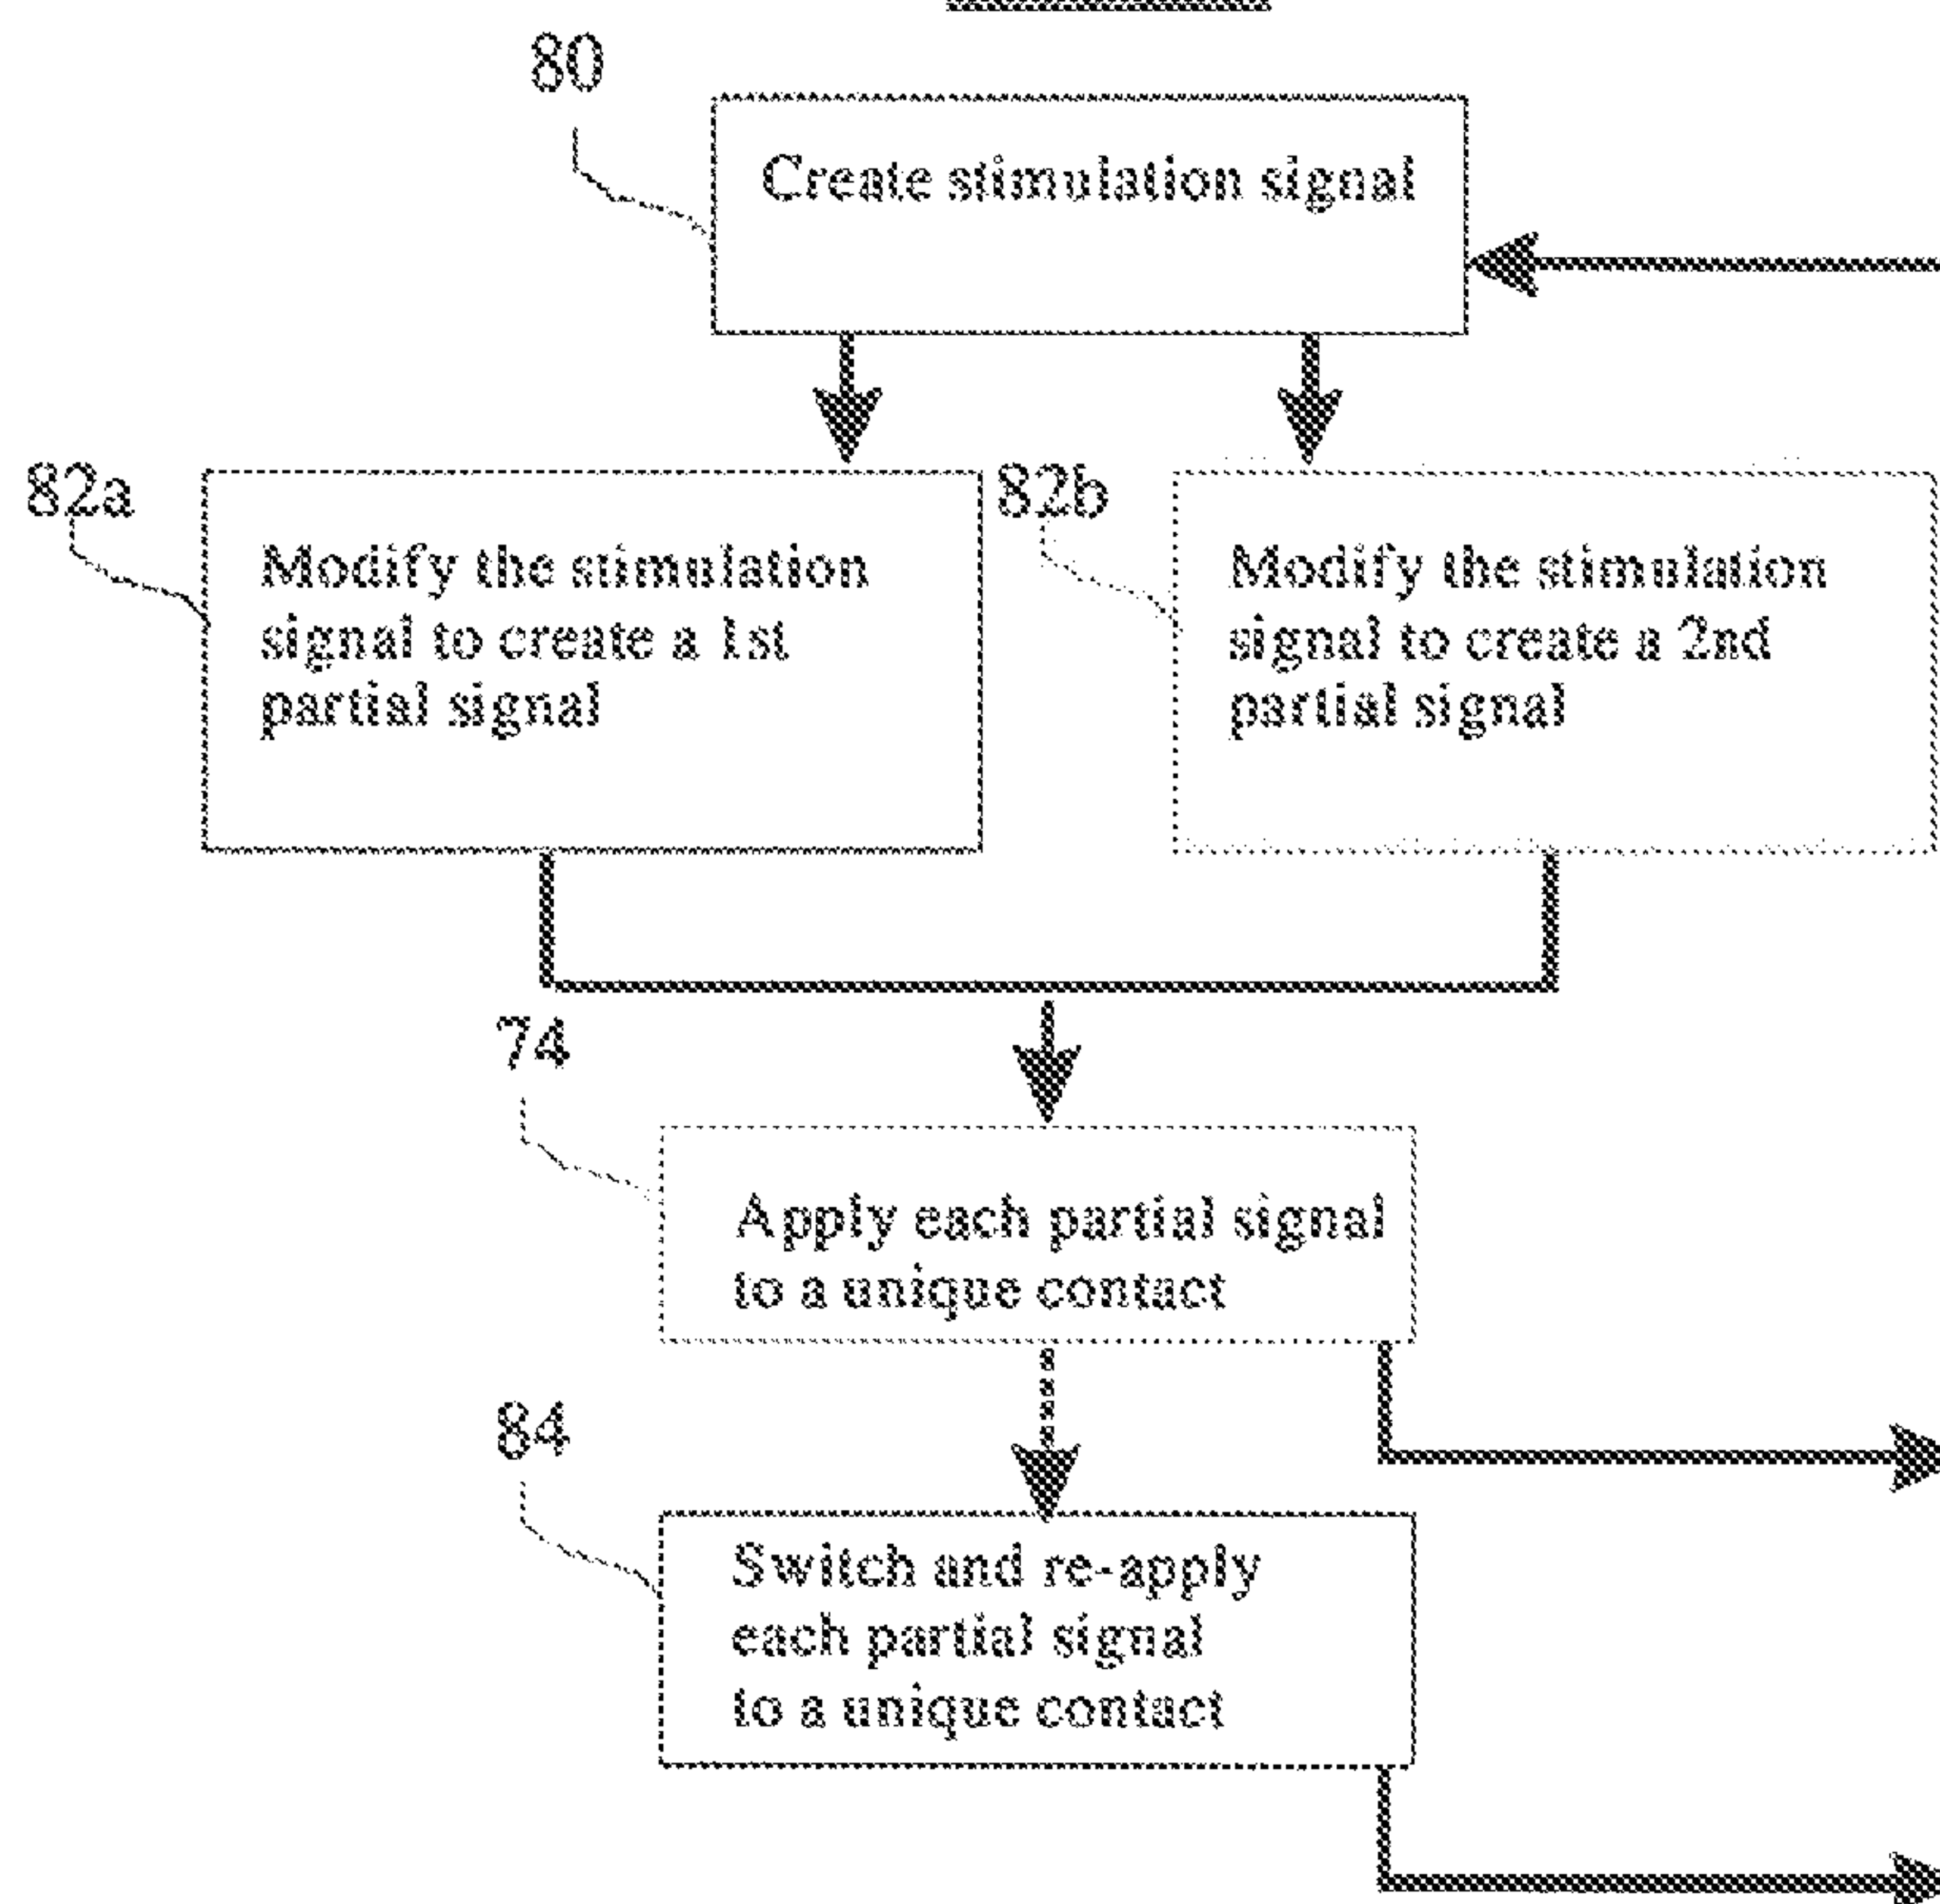 80
Create stimulation signal
82a
Modify the stimulation
signal to create a 1st
partial signal
82b
Modify the stimulation
signal to create a 2nd
partial signal
74
Apply each partial signal
to a unique contact
84
Switch and re-apply
each partial signal
to a unique contact